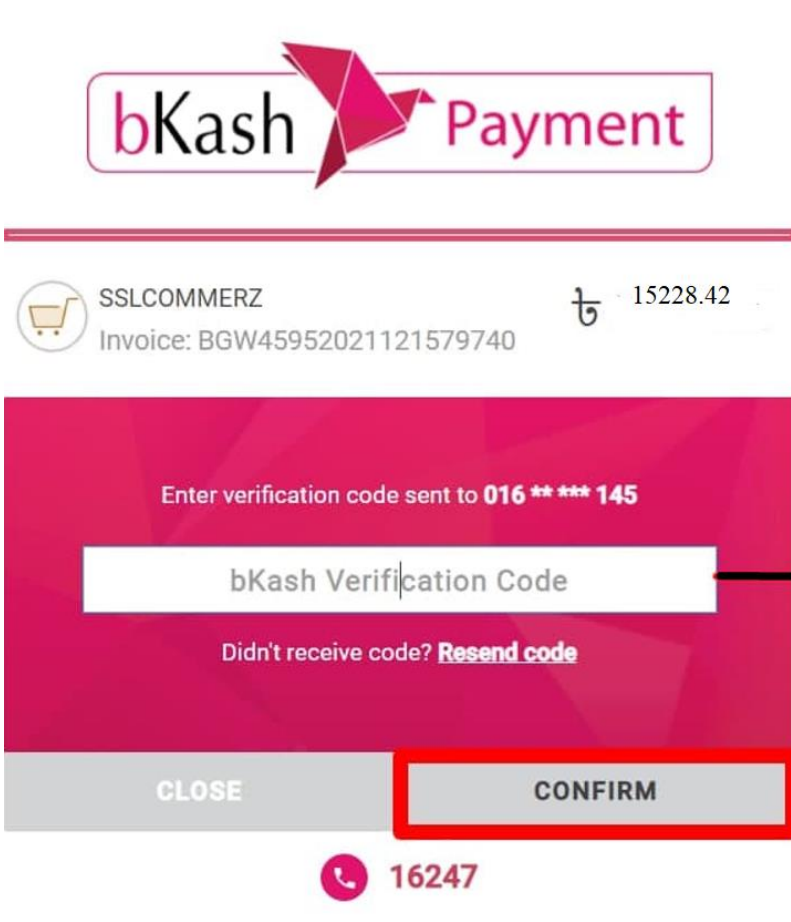 bKash Payment
SSLCOMMERZ
৳ 15228.42
Invoice: BGW45952021121579740
Enter verification code sent to 016 ** *** 145
bKash Verification Code
Didn't receive code? Resend code
CLOSE CONFIRM
16247